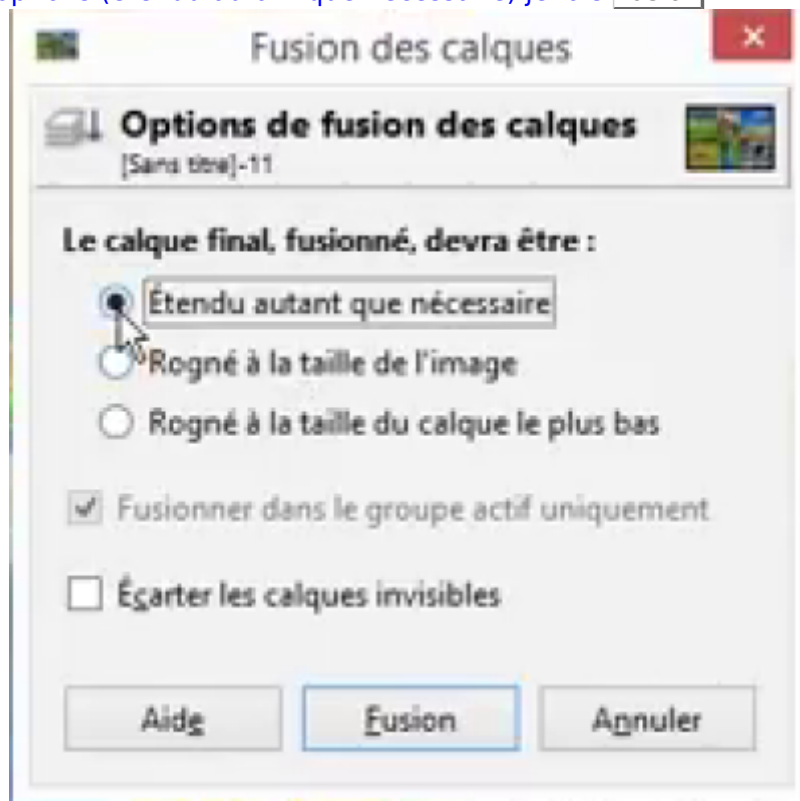 Fusion des calques
Options de fusion des calques
[Sans titre]-11
Le calque final, fusionné, devra être :
Étendu autant que nécessaire
Rogné à la taille de l'image
Rogné à la taille du calque le plus bas
Fusionner dans le groupe actif uniquement
Écarter les calques invisibles
Aide Fusion Annuler